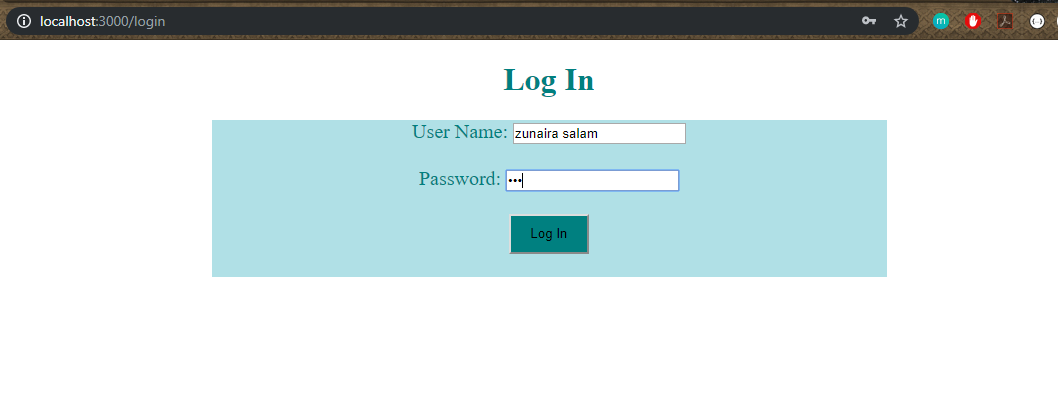 localhost:3000/login
m
Log In
User Name: zunaira salam
Password: •••
Log In